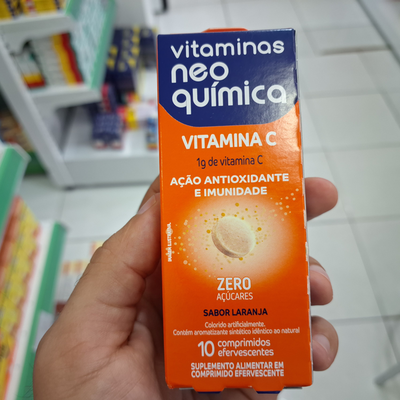 vitaminas
neo
química
VITAMINA C
1g de vitamina C
AÇÃO ANTIOXIDANTE
E IMUNIDADE
ZERO
AÇÚCARES
SABOR LARANJA
Colorido artificialmente.
Contém aromatizante sintético idêntico ao natural
10 comprimidos
efervescentes
SUPLEMENTO ALIMENTAR EM
COMPRIMIDO EFERVESCENTE